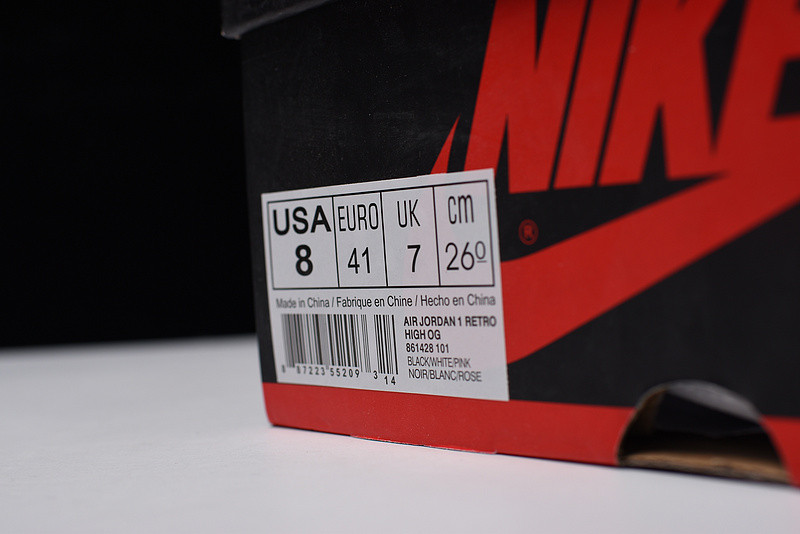 NIKE
®
USA EURO UK cm
8 41 7 26º
Made in China / Fabrique en Chine / Hecho en China
AIR JORDAN 1 RETRO
HIGH OG
861428 101
BLACK/WHITE/PINK
NOIR/BLANC/ROSE
8 87223 55209 3 14